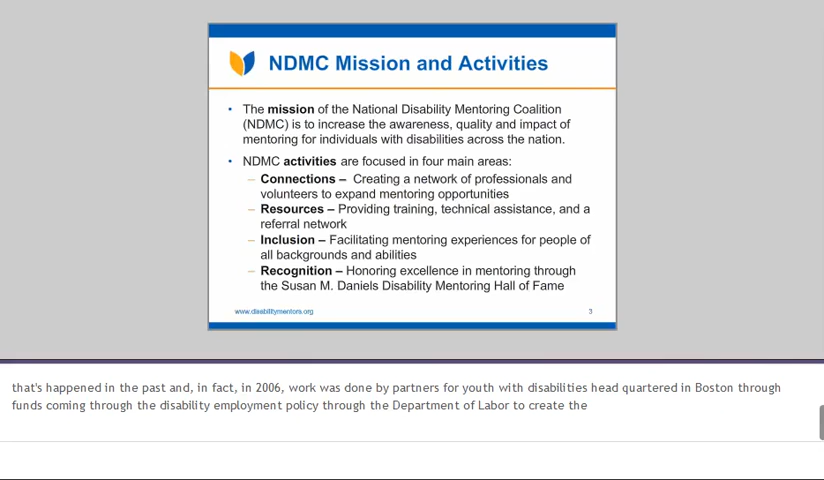 NDMC Mission and Activities
• The mission of the National Disability Mentoring Coalition
(NDMC) is to increase the awareness, quality and impact of
mentoring for individuals with disabilities across the nation.
• NDMC activities are focused in four main areas:
– Connections – Creating a network of professionals and
volunteers to expand mentoring opportunities
– Resources – Providing training, technical assistance, and a
referral network
– Inclusion – Facilitating mentoring experiences for people of
all backgrounds and abilities
– Recognition – Honoring excellence in mentoring through
the Susan M. Daniels Disability Mentoring Hall of Fame
www.disabilitymentors.org 3
that's happened in the past and, in fact, in 2006, work was done by partners for youth with disabilities head quartered in Boston through
funds coming through the disability employment policy through the Department of Labor to create the